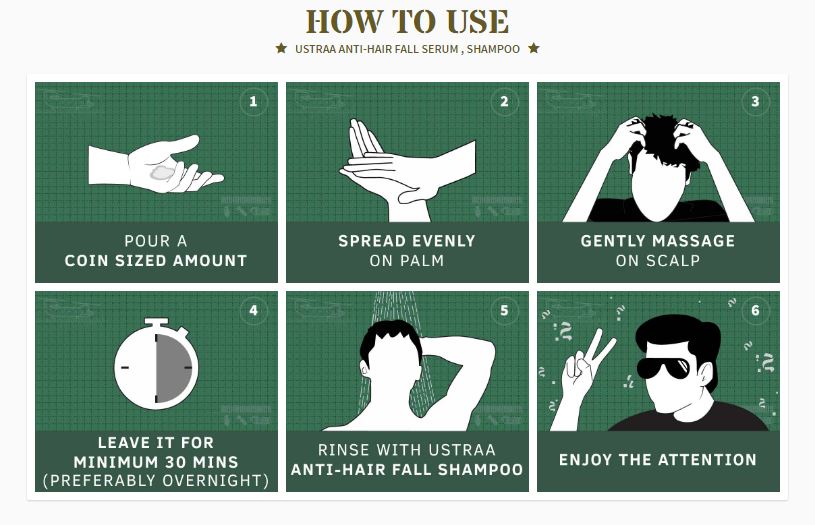 HOW TO USE
USTRAA ANTI-HAIR FALL SERUM , SHAMPOO
1
POUR A
COIN SIZED AMOUNT
2
SPREAD EVENLY
ON PALM
3
GENTLY MASSAGE
ON SCALP
4
LEAVE IT FOR
MINIMUM 30 MINS
(PREFERABLY OVERNIGHT)
5
RINSE WITH USTRAA
ANTI-HAIR FALL SHAMPOO
6
ENJOY THE ATTENTION